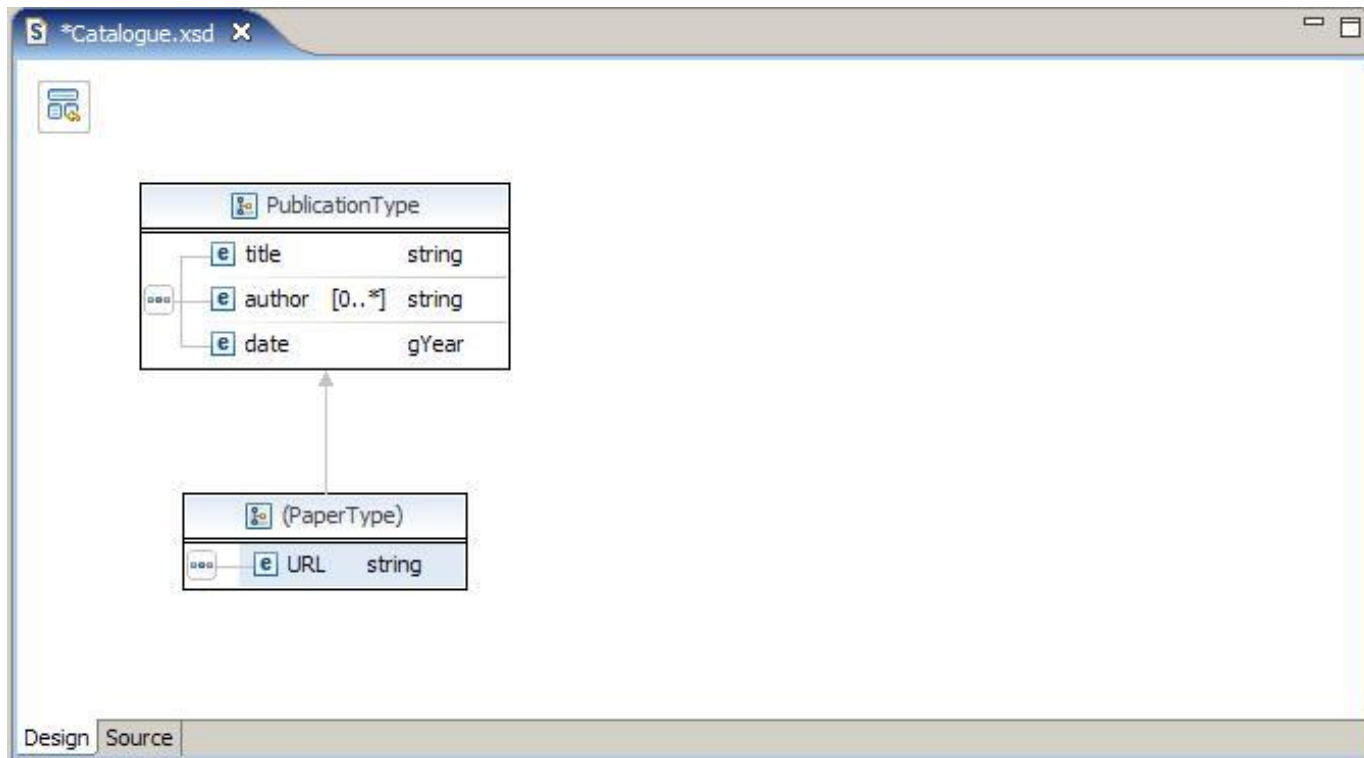 *Catalogue.xsd
PublicationType
e title string
e author [0..*] string
e date gYear
(PaperType)
e URL string
Design Source